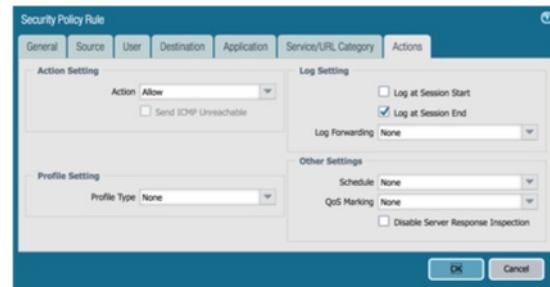 Security Policy Rule
General Source User Destination Application Service/URL Category Actions
Action Setting
Action Allow
Send ICMP Unreachable
Profile Setting
Profile Type None
Log Setting
Log at Session Start
Log at Session End
Log Forwarding None
Other Settings
Schedule None
QoS Marking None
Disable Server Response Inspection
OK Cancel